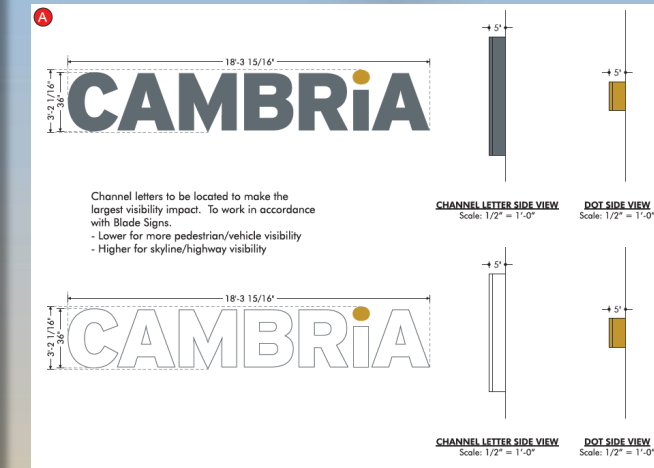 A
18'-3 15/16"
3'-2 1/16"
36"
CAMBRiA
5"
5"
Channel letters to be located to make the
largest visibility impact.  To work in accordance
with Blade Signs.
- Lower for more pedestrian/vehicle visibility
- Higher for skyline/highway visibility
CHANNEL LETTER SIDE VIEW
Scale: 1/2" = 1'-0"
DOT SIDE VIEW
Scale: 1/2" = 1'-0"
18'-3 15/16"
3'-2 1/16"
36"
CAMBRiA
5"
5"
CHANNEL LETTER SIDE VIEW
Scale: 1/2" = 1'-0"
DOT SIDE VIEW
Scale: 1/2" = 1'-0"